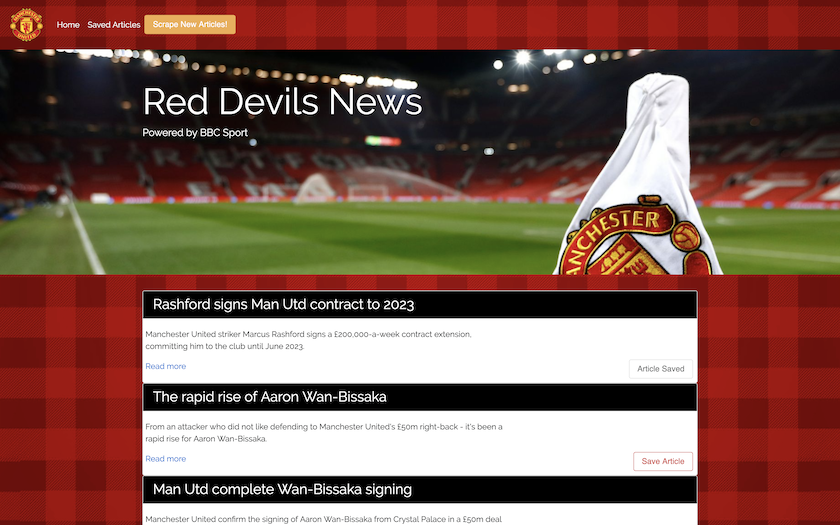 Home Saved Articles Scrape New Articles!
Red Devils News
Powered by BBC Sport
MANCHESTER
Rashford signs Man Utd contract to 2023
Manchester United striker Marcus Rashford signs a £200,000-a-week contract extension,
committing him to the club until June 2023.
Read more
Article Saved
The rapid rise of Aaron Wan-Bissaka
From an attacker who did not like defending to Manchester United's £50m right-back - it's been a
rapid rise for Aaron Wan-Bissaka.
Read more
Save Article
Man Utd complete Wan-Bissaka signing
Manchester United confirm the signing of Aaron Wan-Bissaka from Crystal Palace in a £50m deal